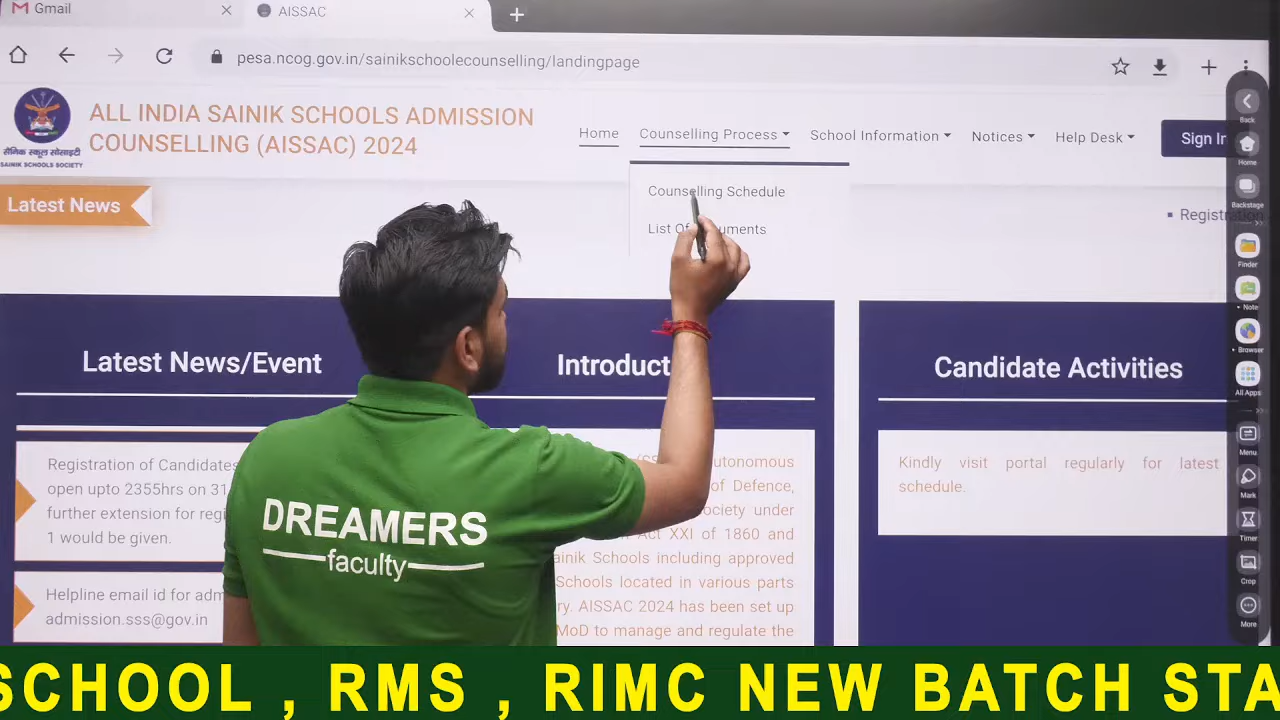 Gmail
AISSAC
pesa.ncog.gov.in/sainikschoolecounselling/landingpage
ALL INDIA SAINIK SCHOOLS ADMISSION
COUNSELLING (AISSAC) 2024
सैनिक स्कूल सोसाइटी
SAINIK SCHOOLS SOCIETY
Home
Counselling Process
School Information
Notices
Help Desk
Sign In
Counselling Schedule
List Of
Latest News
Registration
Latest News/Event
Introduct
Candidate Activities
Registration of Candidates
open upto 2355hrs on 31
further extension for regi
1 would be given.
Helpline email id for adm
admission.sss@gov.in
utonomous
of Defence,
ociety under
Act XXI of 1860 and
ainik Schools including approved
Schools located in various parts
ry. AISSAC 2024 has been set up
MoD to manage and regulate the
Kindly visit portal regularly for latest
schedule.
Back
Home
Backstage
Finder
Note
Browser
All Apps
Menu
Mark
Timer
Crop
More
DREAMERS
faculty
SCHOOL , RMS , RIMC NEW BATCH STA